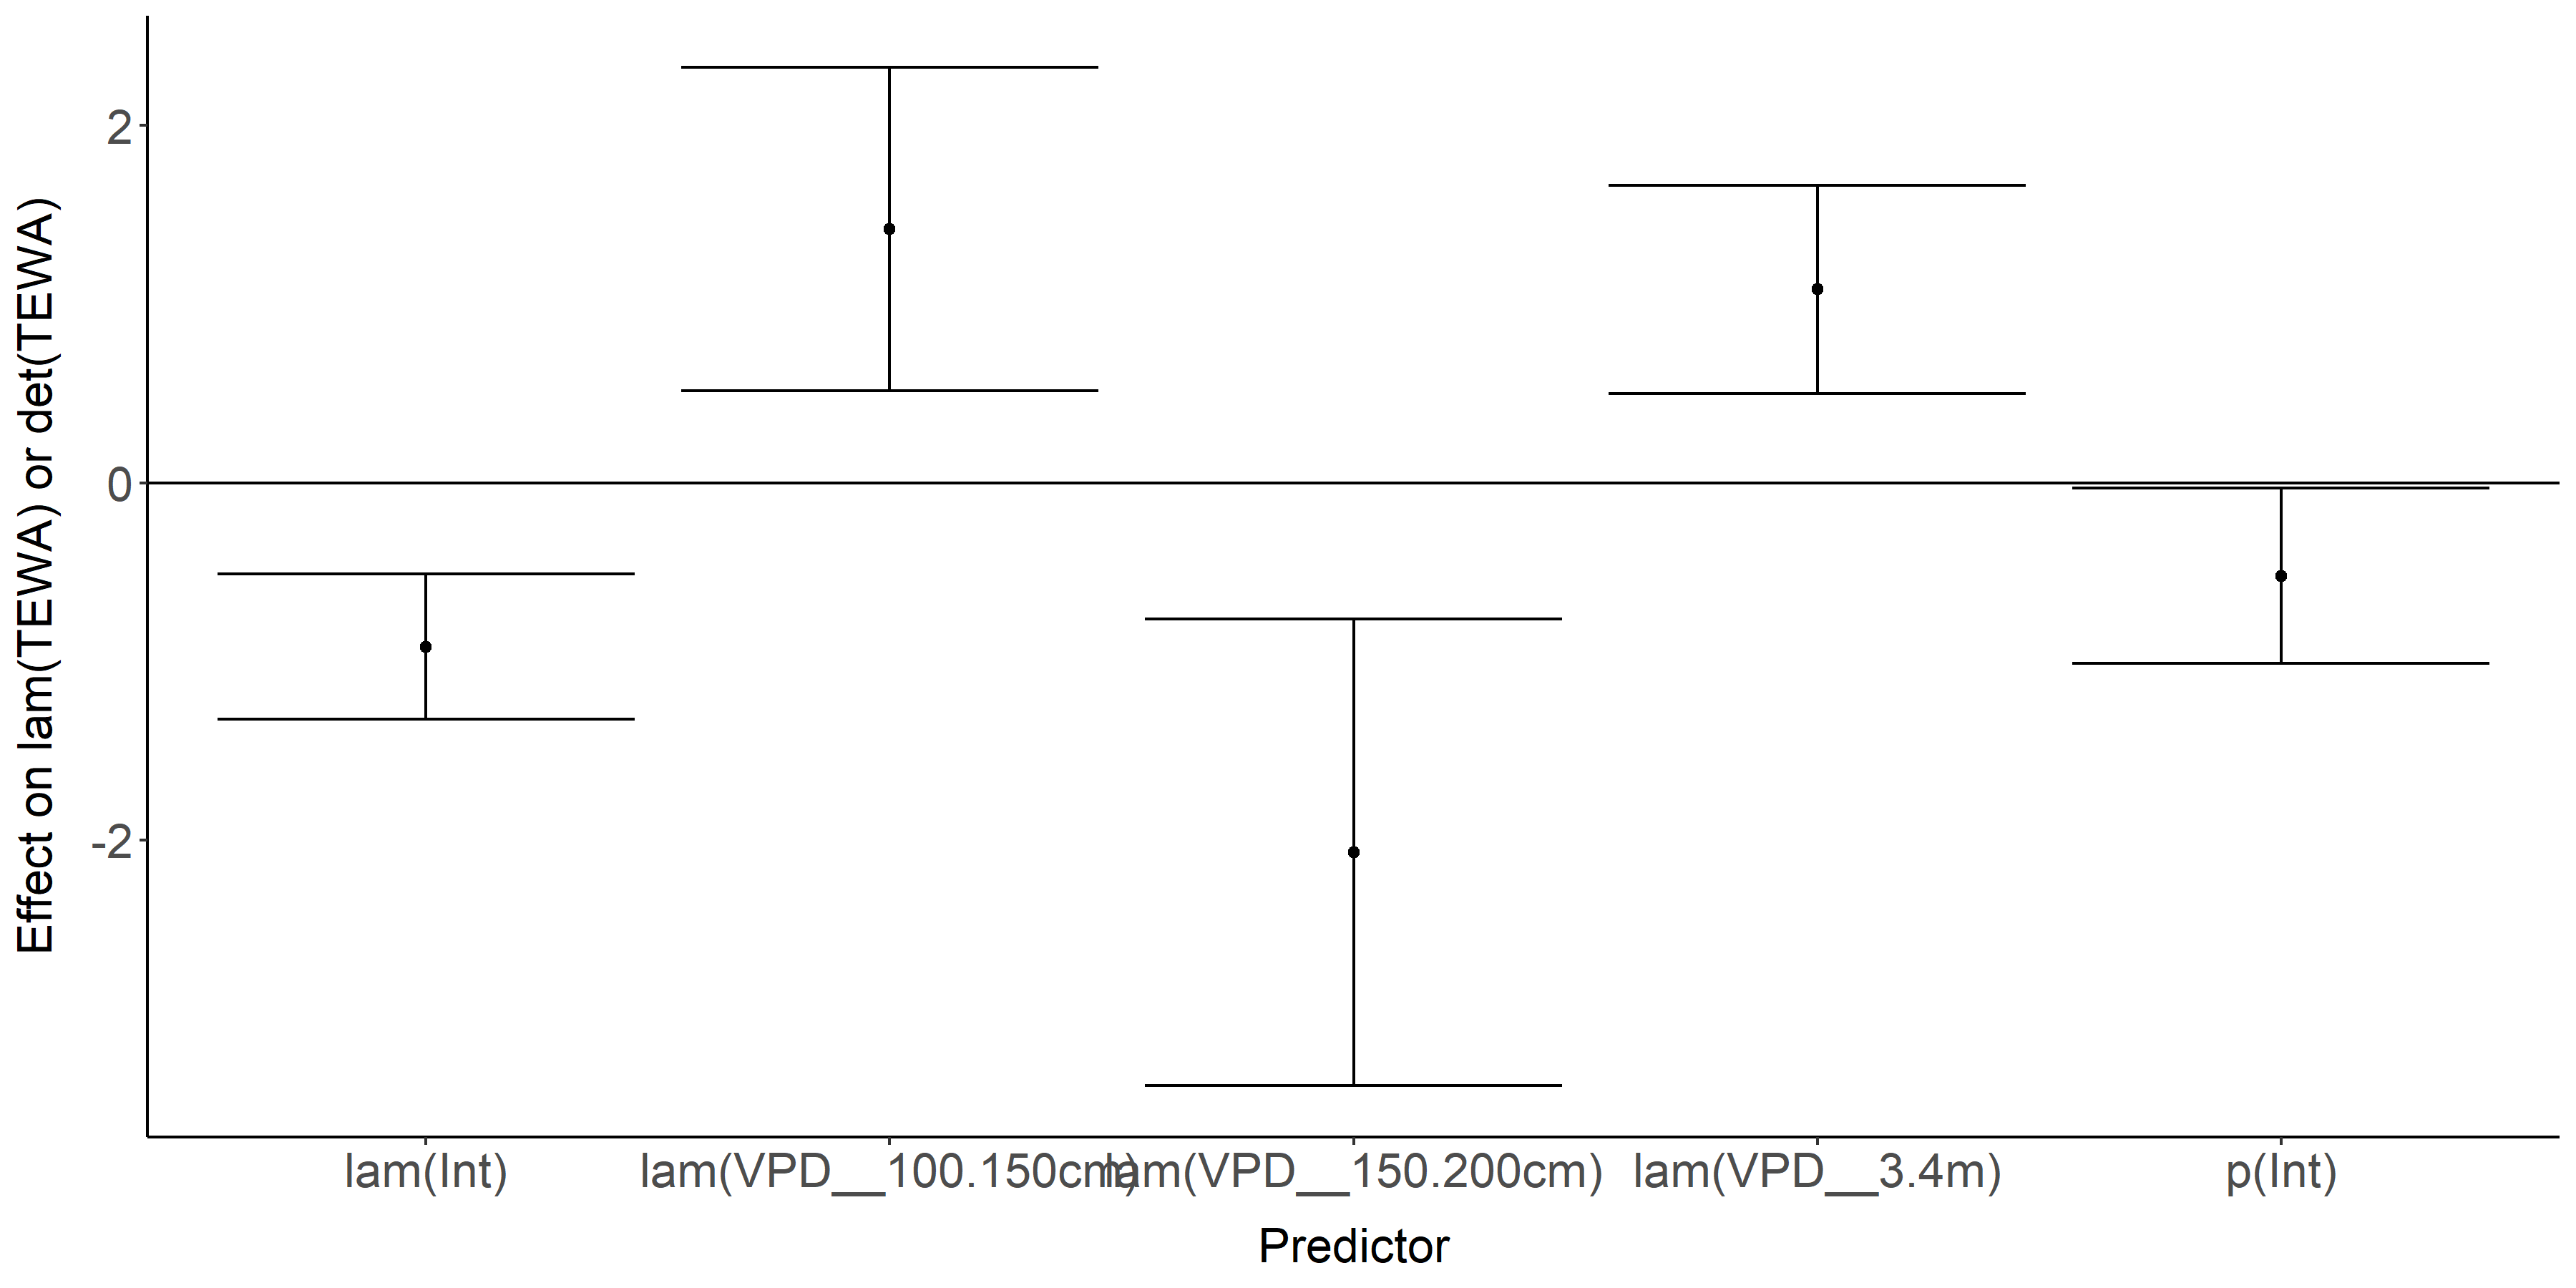 Effect on lam(TEWA) or det(TEWA)
2
0
-2
lam(Int)
lam(VPD__100.150cm)
lam(VPD__150.200cm)
lam(VPD__3.4m)
p(Int)
Predictor